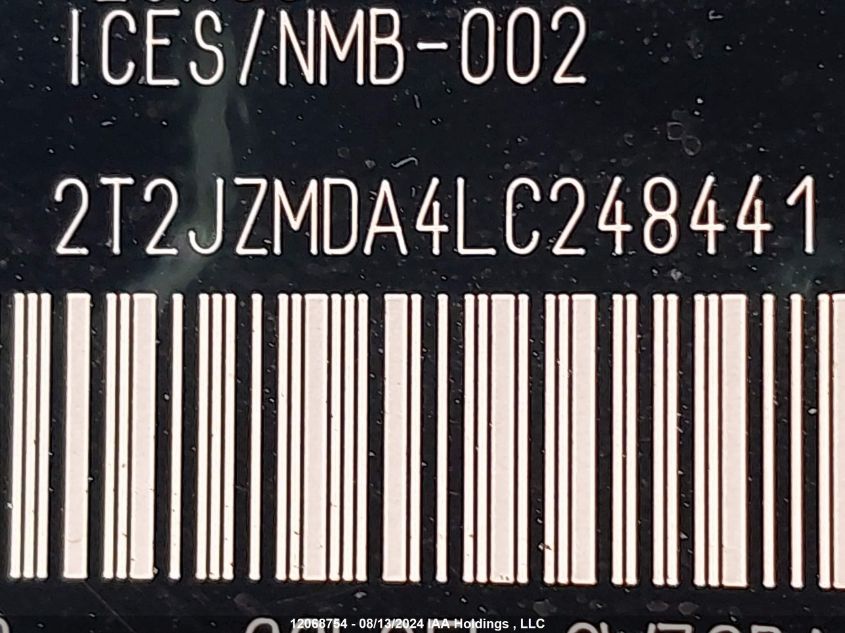 ICES/NMB-002
2T2JZMDA4LC248441
12068754 - 08/13/2024 IAA Holdings , LLC